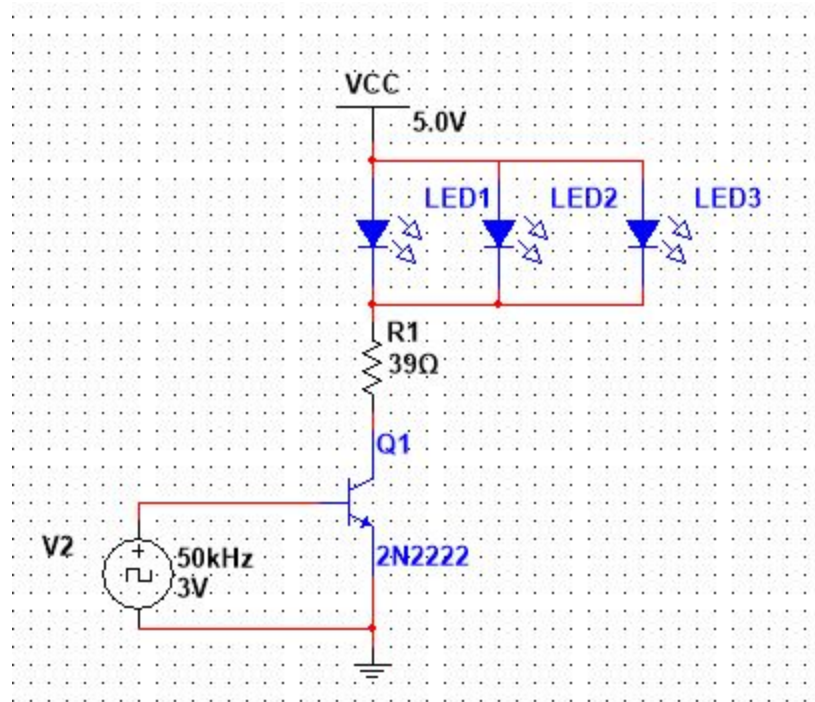 VCC
5.0V
LED1
LED2
LED3
R1
39Ω
Q1
2N2222
V2
50kHz
3V